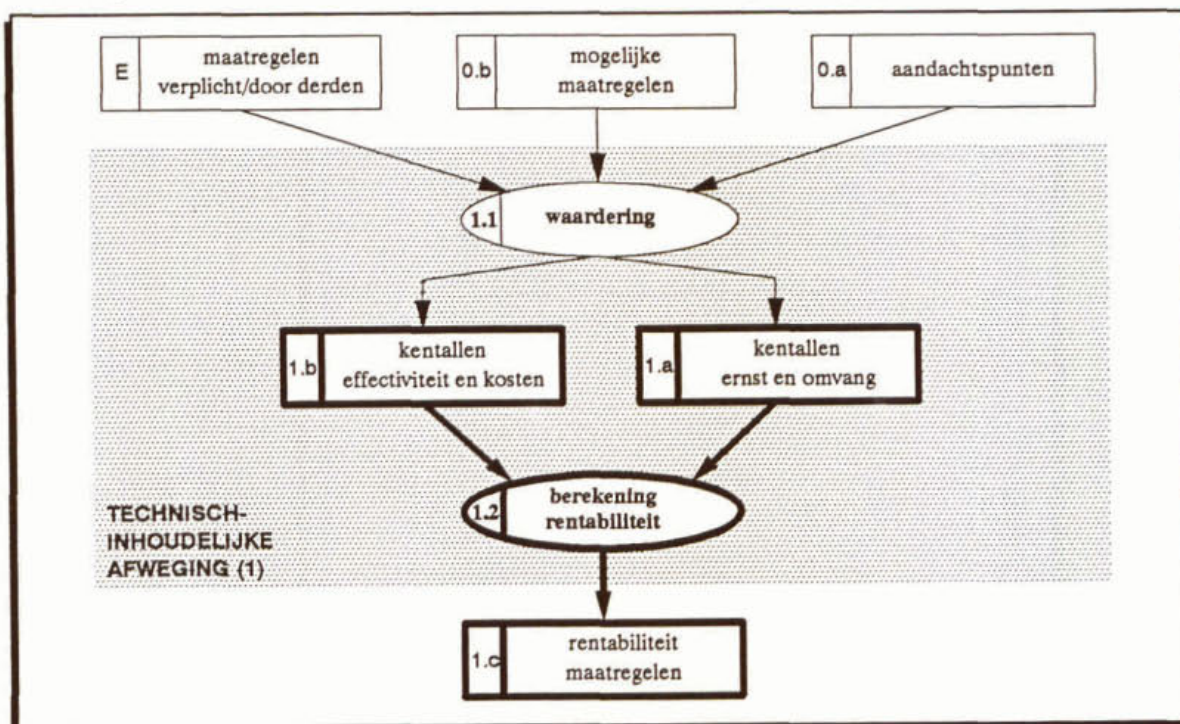 E
maatregelen
verplicht/door derden
0.b
mogelijke
maatregelen
0.a
aandachtspunten
1.1
waardering
1.b
kentallen
effectiviteit en kosten
1.a
kentallen
ernst en omvang
1.2
berekening
rentabiliteit
TECHNISCH-
INHOUDELIJKE
AFWEGING (1)
1.c
rentabiliteit
maatregelen